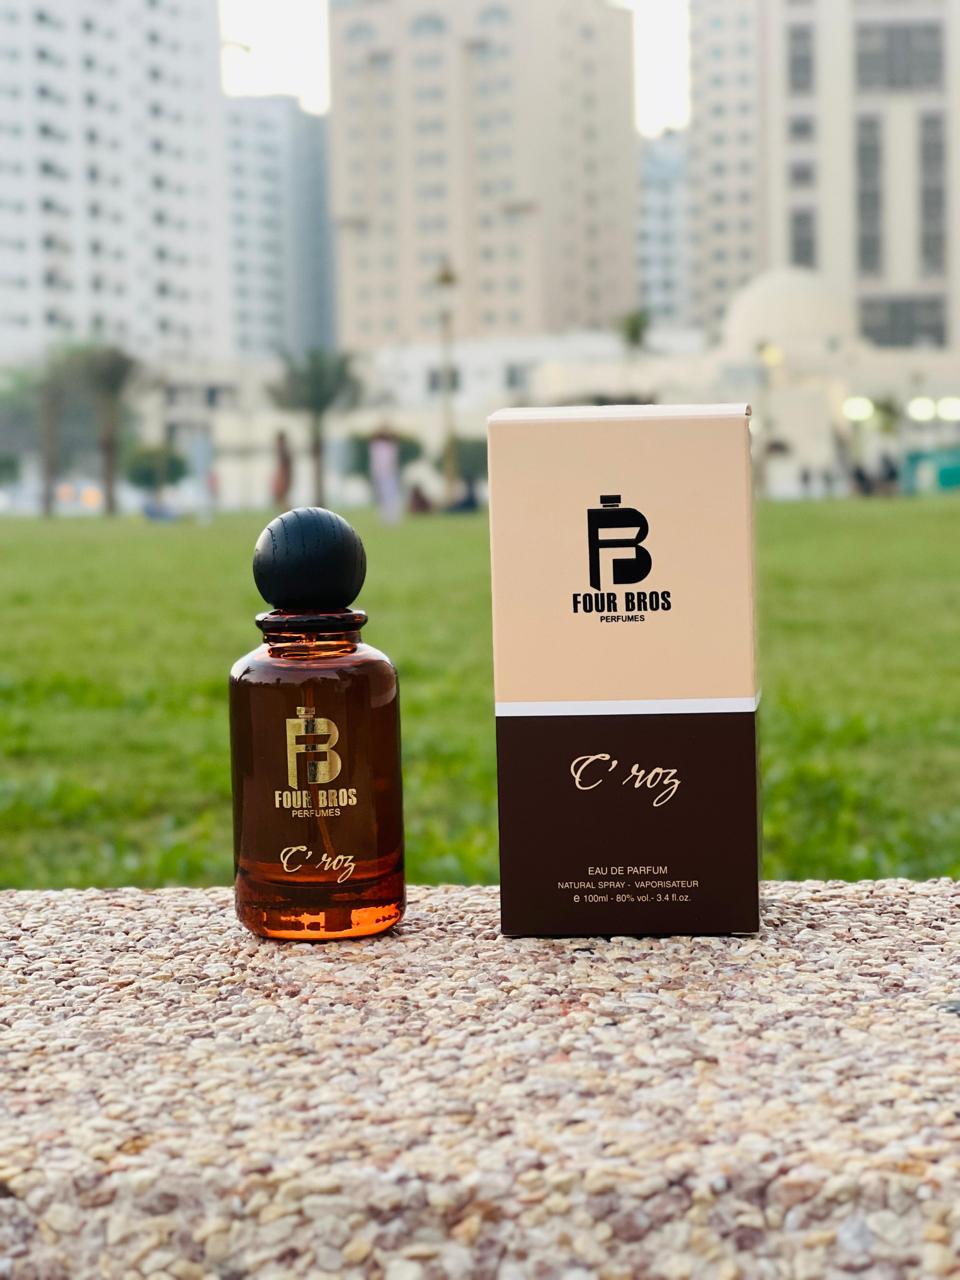 FOUR BROS
PERFUMES
C' roz
FOUR BROS
PERFUMES
C' roz
EAU DE PARFUM
NATURAL SPRAY - VAPORISATEUR
e 100ml - 80% vol.- 3.4 fl.oz.